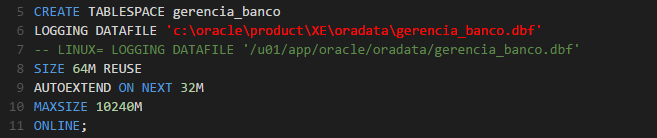 5 CREATE TABLESPACE gerencia_banco
6 LOGGING DATAFILE 'c:\oracle\product\XE\oradata\gerencia_banco.dbf'
7 -- LINUX= LOGGING DATAFILE '/u01/app/oracle/oradata/gerencia_banco.dbf'
8 SIZE 64M REUSE
9 AUTOEXTEND ON NEXT 32M
10 MAXSIZE 10240M
11 ONLINE;